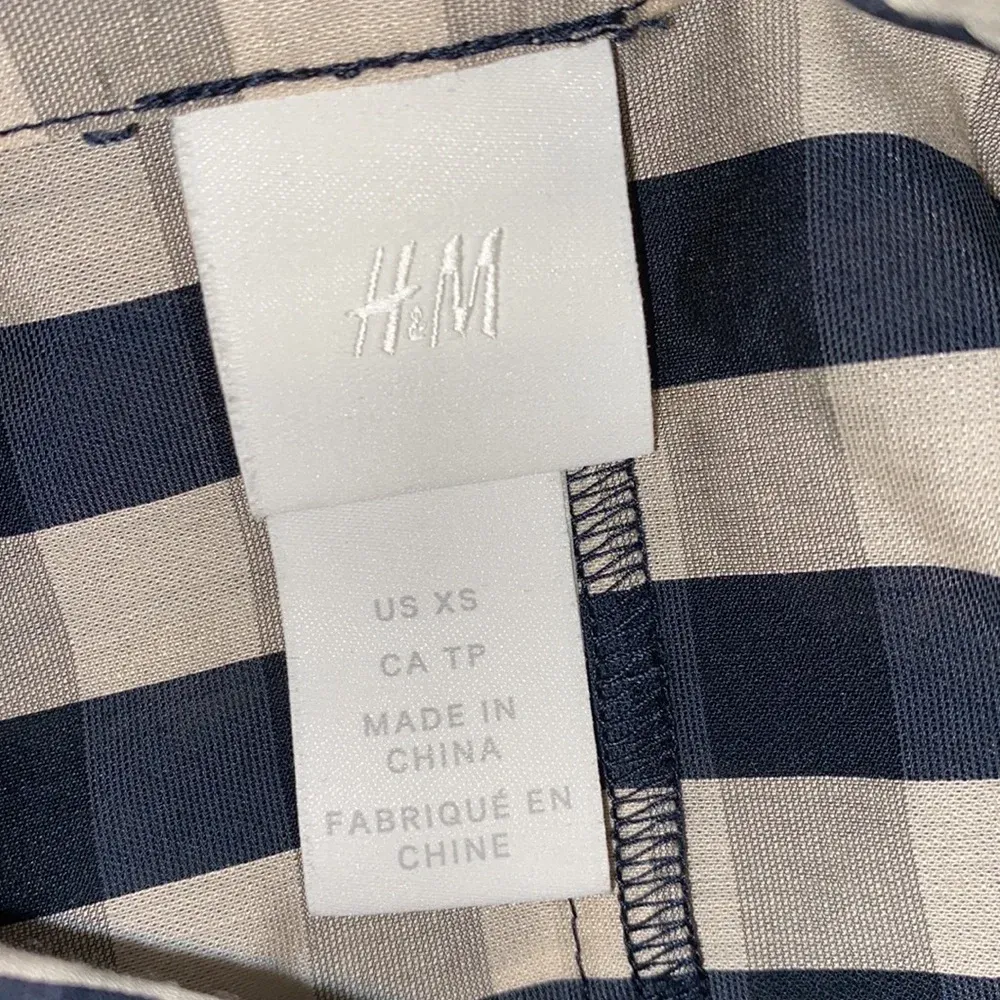 H&M
US XS
CA TP
MADE IN
CHINA
FABRIQUÉ EN
CHINE